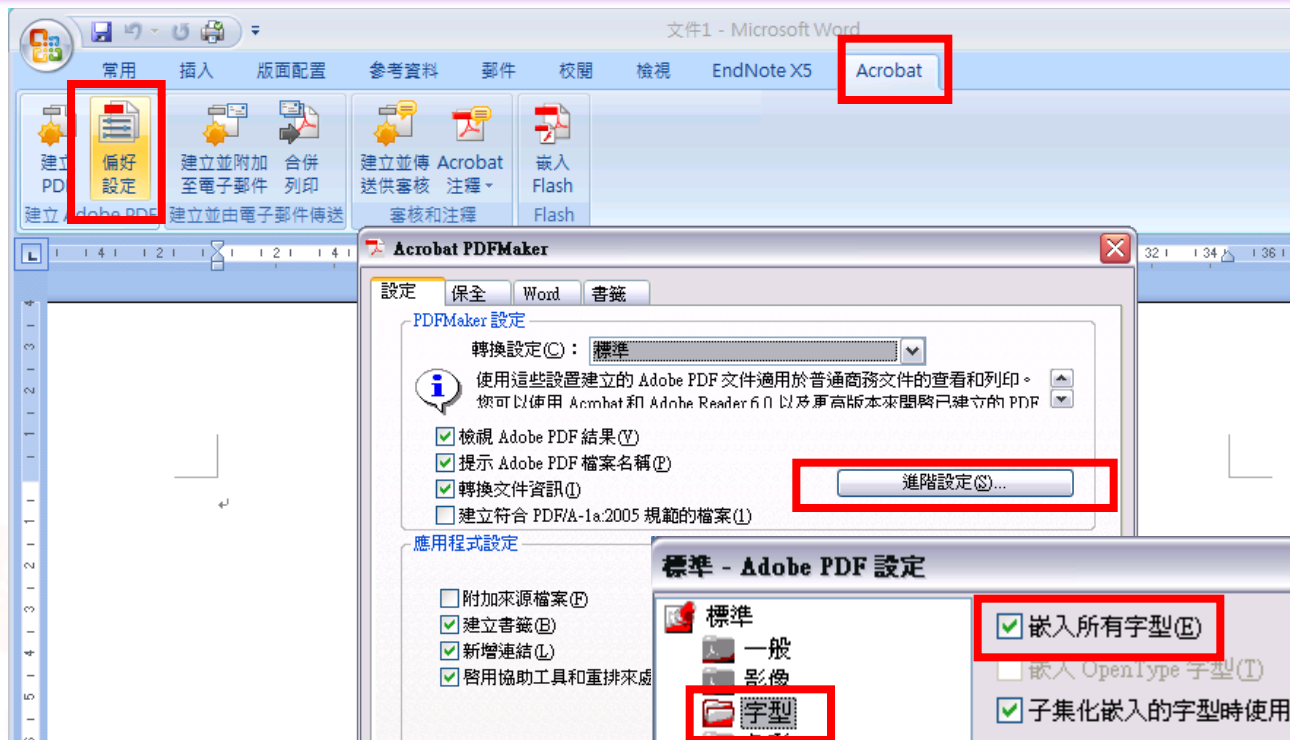 文件1 - Microsoft Word
常用 插入 版面配置 參考資料 郵件 校閱 檢視 EndNote X5 Acrobat
建立 偏好 建立並附加 合併 建立並傳 Acrobat 嵌入
PD 設定 至電子郵件 列印 送供審核 注釋 Flash
建立 Adobe PDF 建立並由電子郵件傳送 審核和注釋 Flash
Acrobat PDFMaker
設定 保全 Word 書籤
PDFMaker 設定
轉換設定(C)： 標準
使用這些設置建立的 Adobe PDF 文件適用於普通商務文件的查看和列印。
您可以使用 Acrobat 和 Adobe Reader 6.0 以及更高版本來開啓已建立的 PDF
檢視 Adobe PDF 結果(V)
提示 Adobe PDF 檔案名稱(P)
轉換文件資訊(I)
進階設定(S)...
建立符合 PDF/A-1a:2005 規範的檔案(1)
應用程式設定
附加來源檔案(F)
建立書籤(B)
新增連結(L)
啓用協助工具和重排來處
標準 - Adobe PDF 設定
標準
一般
影像
字型
嵌入所有字型(E)
嵌入 OpenType 字型(T)
子集化嵌入的字型時使用